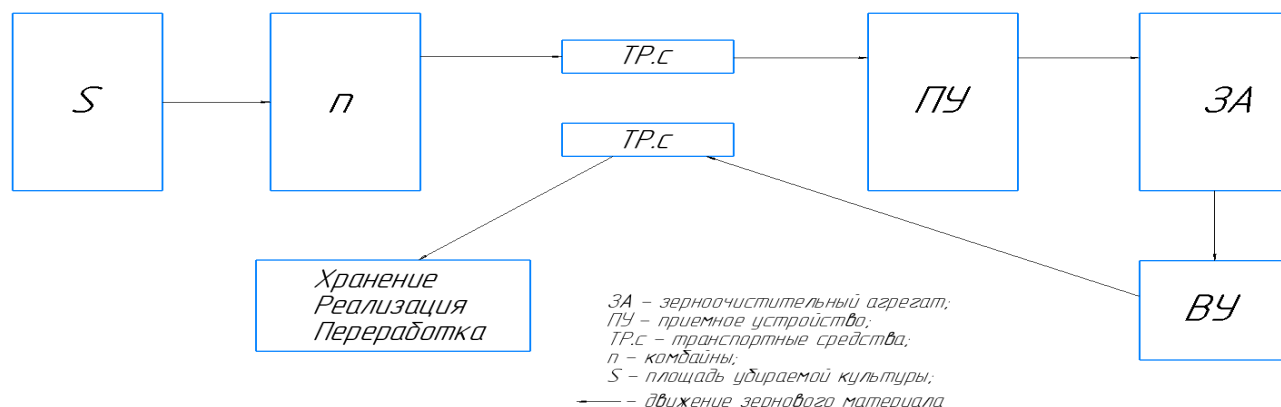 S
n
ТР.с
ПУ
ЗА
ТР.с
Хранение
Реализация
Переработка
ВУ
ЗА – зерноочистительный агрегат;
ПУ – приемное устройство;
ТР.с – транспортные средства;
n – комбайны;
S – площадь убираемой культуры;
– движение зернового материала